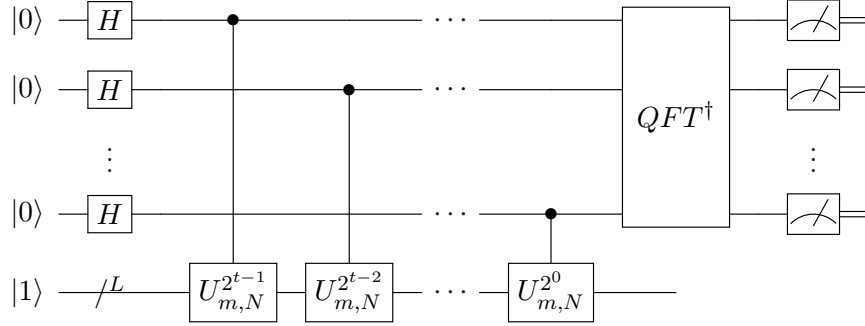 |0⟩ H ··· QFT†
|0⟩ H ···
⋮ ⋮
|0⟩ H ···
|1⟩ L U_{m,N}^{2^{t-1}} U_{m,N}^{2^{t-2}} ··· U_{m,N}^{2^0}